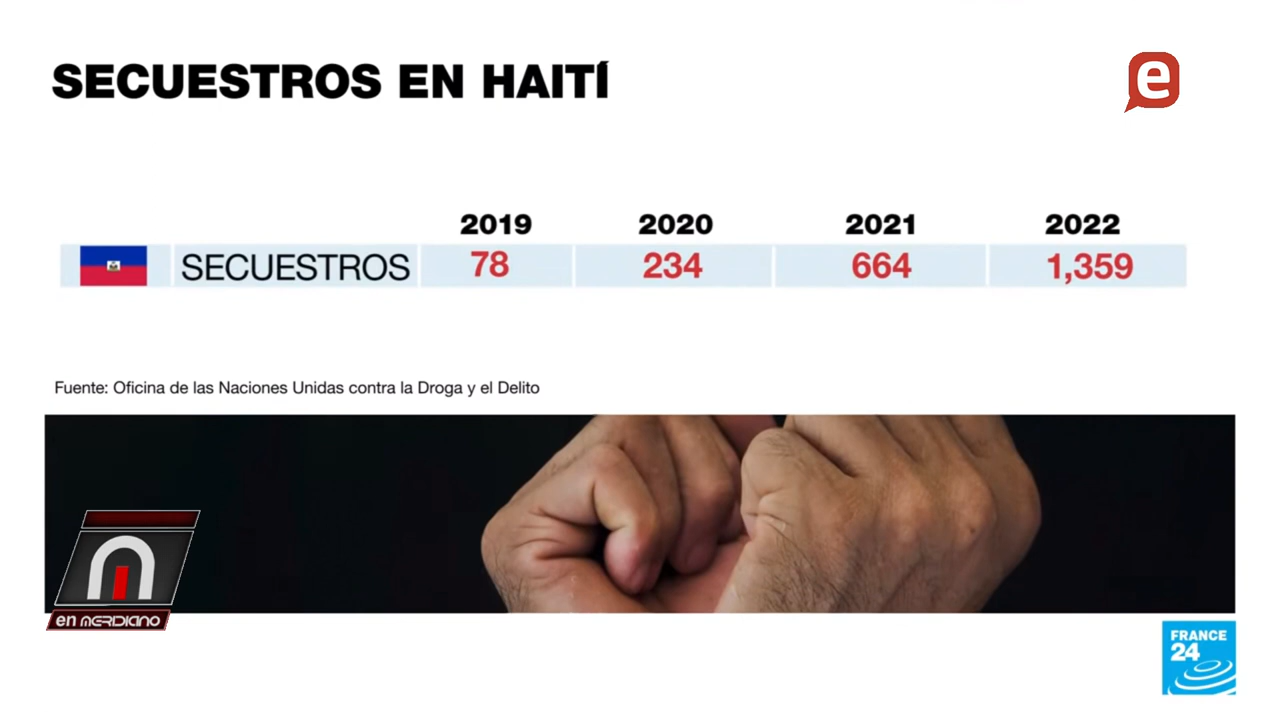 SECUESTROS EN HAITÍ
e
2019 2020 2021 2022
SECUESTROS 78 234 664 1,359
Fuente: Oficina de las Naciones Unidas contra la Droga y el Delito
en MERIDIANO
FRANCE
24